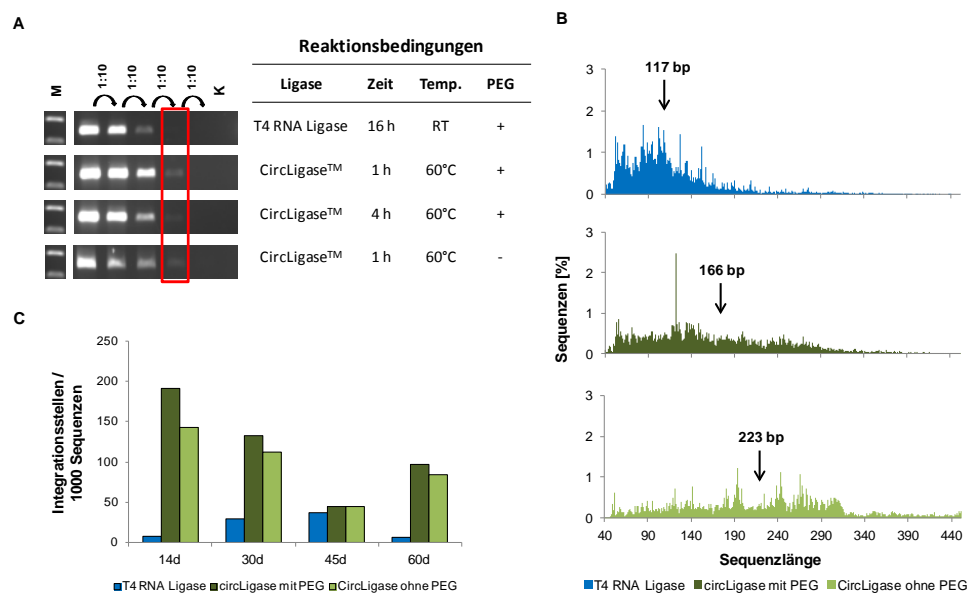 A
Reaktionsbedingungen
M 1:10 1:10 1:10 1:10 K
Ligase Zeit Temp. PEG
T4 RNA Ligase 16 h RT +
CircLigase™ 1 h 60°C +
CircLigase™ 4 h 60°C +
CircLigase™ 1 h 60°C -
B
Sequenzen [%]
3
2
1
0
117 bp
3
2
1
0
166 bp
3
2
1
0
223 bp
40 90 140 190 240 290 340 390 440
Sequenzlänge
T4 RNA Ligase circLigase mit PEG CircLigase ohne PEG
C
Integrationsstellen /
1000 Sequenzen
250
200
150
100
50
0
14d 30d 45d 60d
T4 RNA Ligase circLigase mit PEG CircLigase ohne PEG